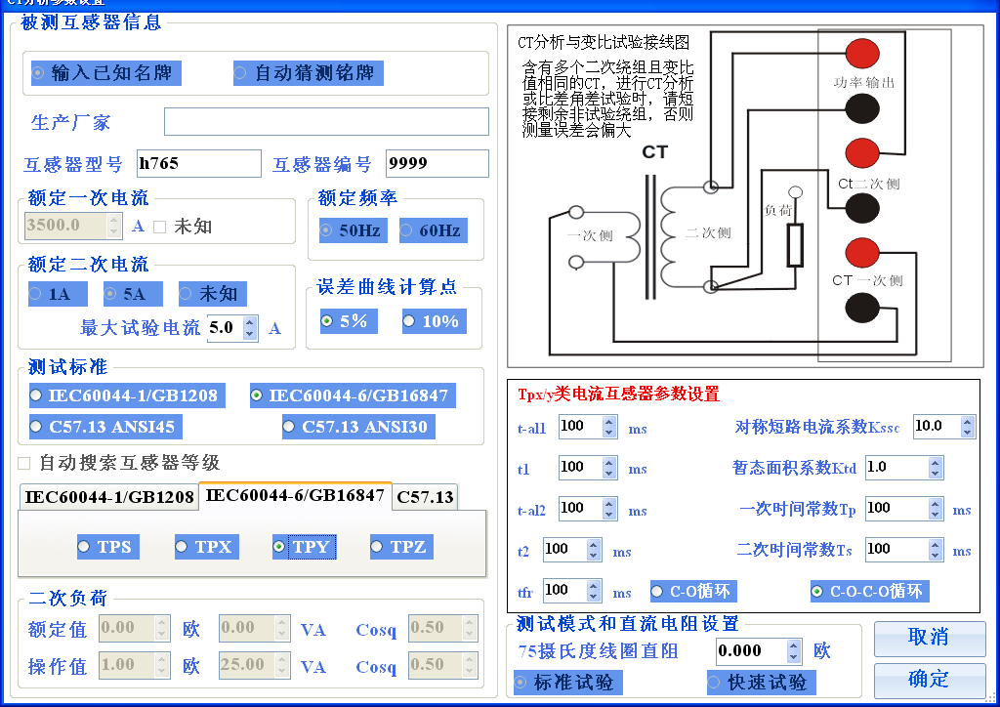 CT分析参数设置
被测互感器信息
输入已知名牌
自动猜测铭牌
生产厂家
互感器型号 h765 互感器编号 9999
额定一次电流
3500.0 A 未知
额定频率
50Hz 60Hz
额定二次电流
1A 5A 未知
最大试验电流 5.0 A
误差曲线计算点
5% 10%
测试标准
IEC60044-1/GB1208 IEC60044-6/GB16847
C57.13 ANSI45 C57.13 ANSI30
自动搜索互感器等级
IEC60044-1/GB1208 IEC60044-6/GB16847 C57.13
TPS TPX TPY TPZ
二次负荷
额定值 0.00 欧 0.00 VA Cosq 0.50
操作值 1.00 欧 25.00 VA Cosq 0.50
CT分析与变比试验接线图
含有多个二次绕组且变比
值相同的CT，进行CT分析
或比差角差试验时，请短
接剩余非试验绕组，否则
测量误差会偏大
CT
功率输出
Ct二次侧
负荷
一次侧
二次侧
CT一次侧
Tpx/y类电流互感器参数设置
t-al1 100 ms 对称短路电流系数Kssc 10.0
t1 100 ms 暂态面积系数Ktd 1.0
t-al2 100 ms 一次时间常数Tp 100 ms
t2 100 ms 二次时间常数Ts 100 ms
tfr 100 ms C-O循环 C-O-C-O循环
测试模式和直流电阻设置
75摄氏度线圈直阻 0.000 欧
标准试验 快速试验
取消
确定